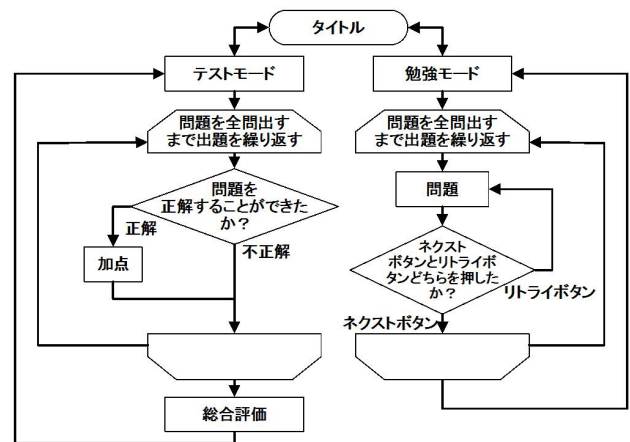 タイトル
テストモード
勉強モード
問題を全問出す
まで出題を繰り返す
問題を全問出す
まで出題を繰り返す
問題を
正解することができた
か？
正解
不正解
加点
問題
ネクスト
ボタンとリトライボ
タンどちらを押した
か？
リトライボタン
ネクストボタン
総合評価